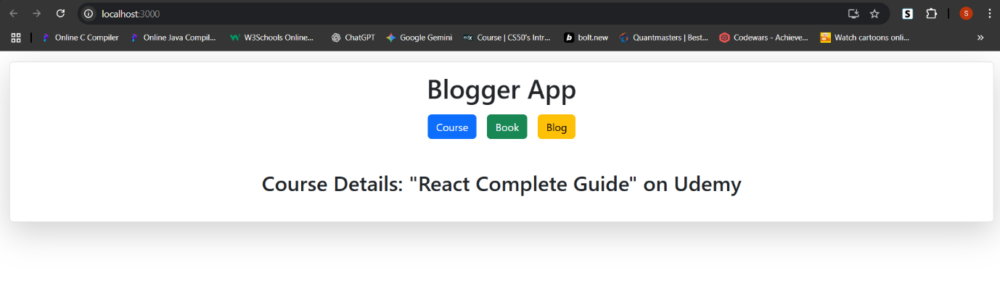 localhost:3000
S
S
Online C Compiler
Online Java Compil...
W3Schools Online...
ChatGPT
Google Gemini
edX
Course | CS50's Intr...
b
bolt.new
Quantmasters | Best...
Codewars - Achieve...
Watch cartoons onli...
»
Blogger App
Course
Book
Blog
Course Details: "React Complete Guide" on Udemy